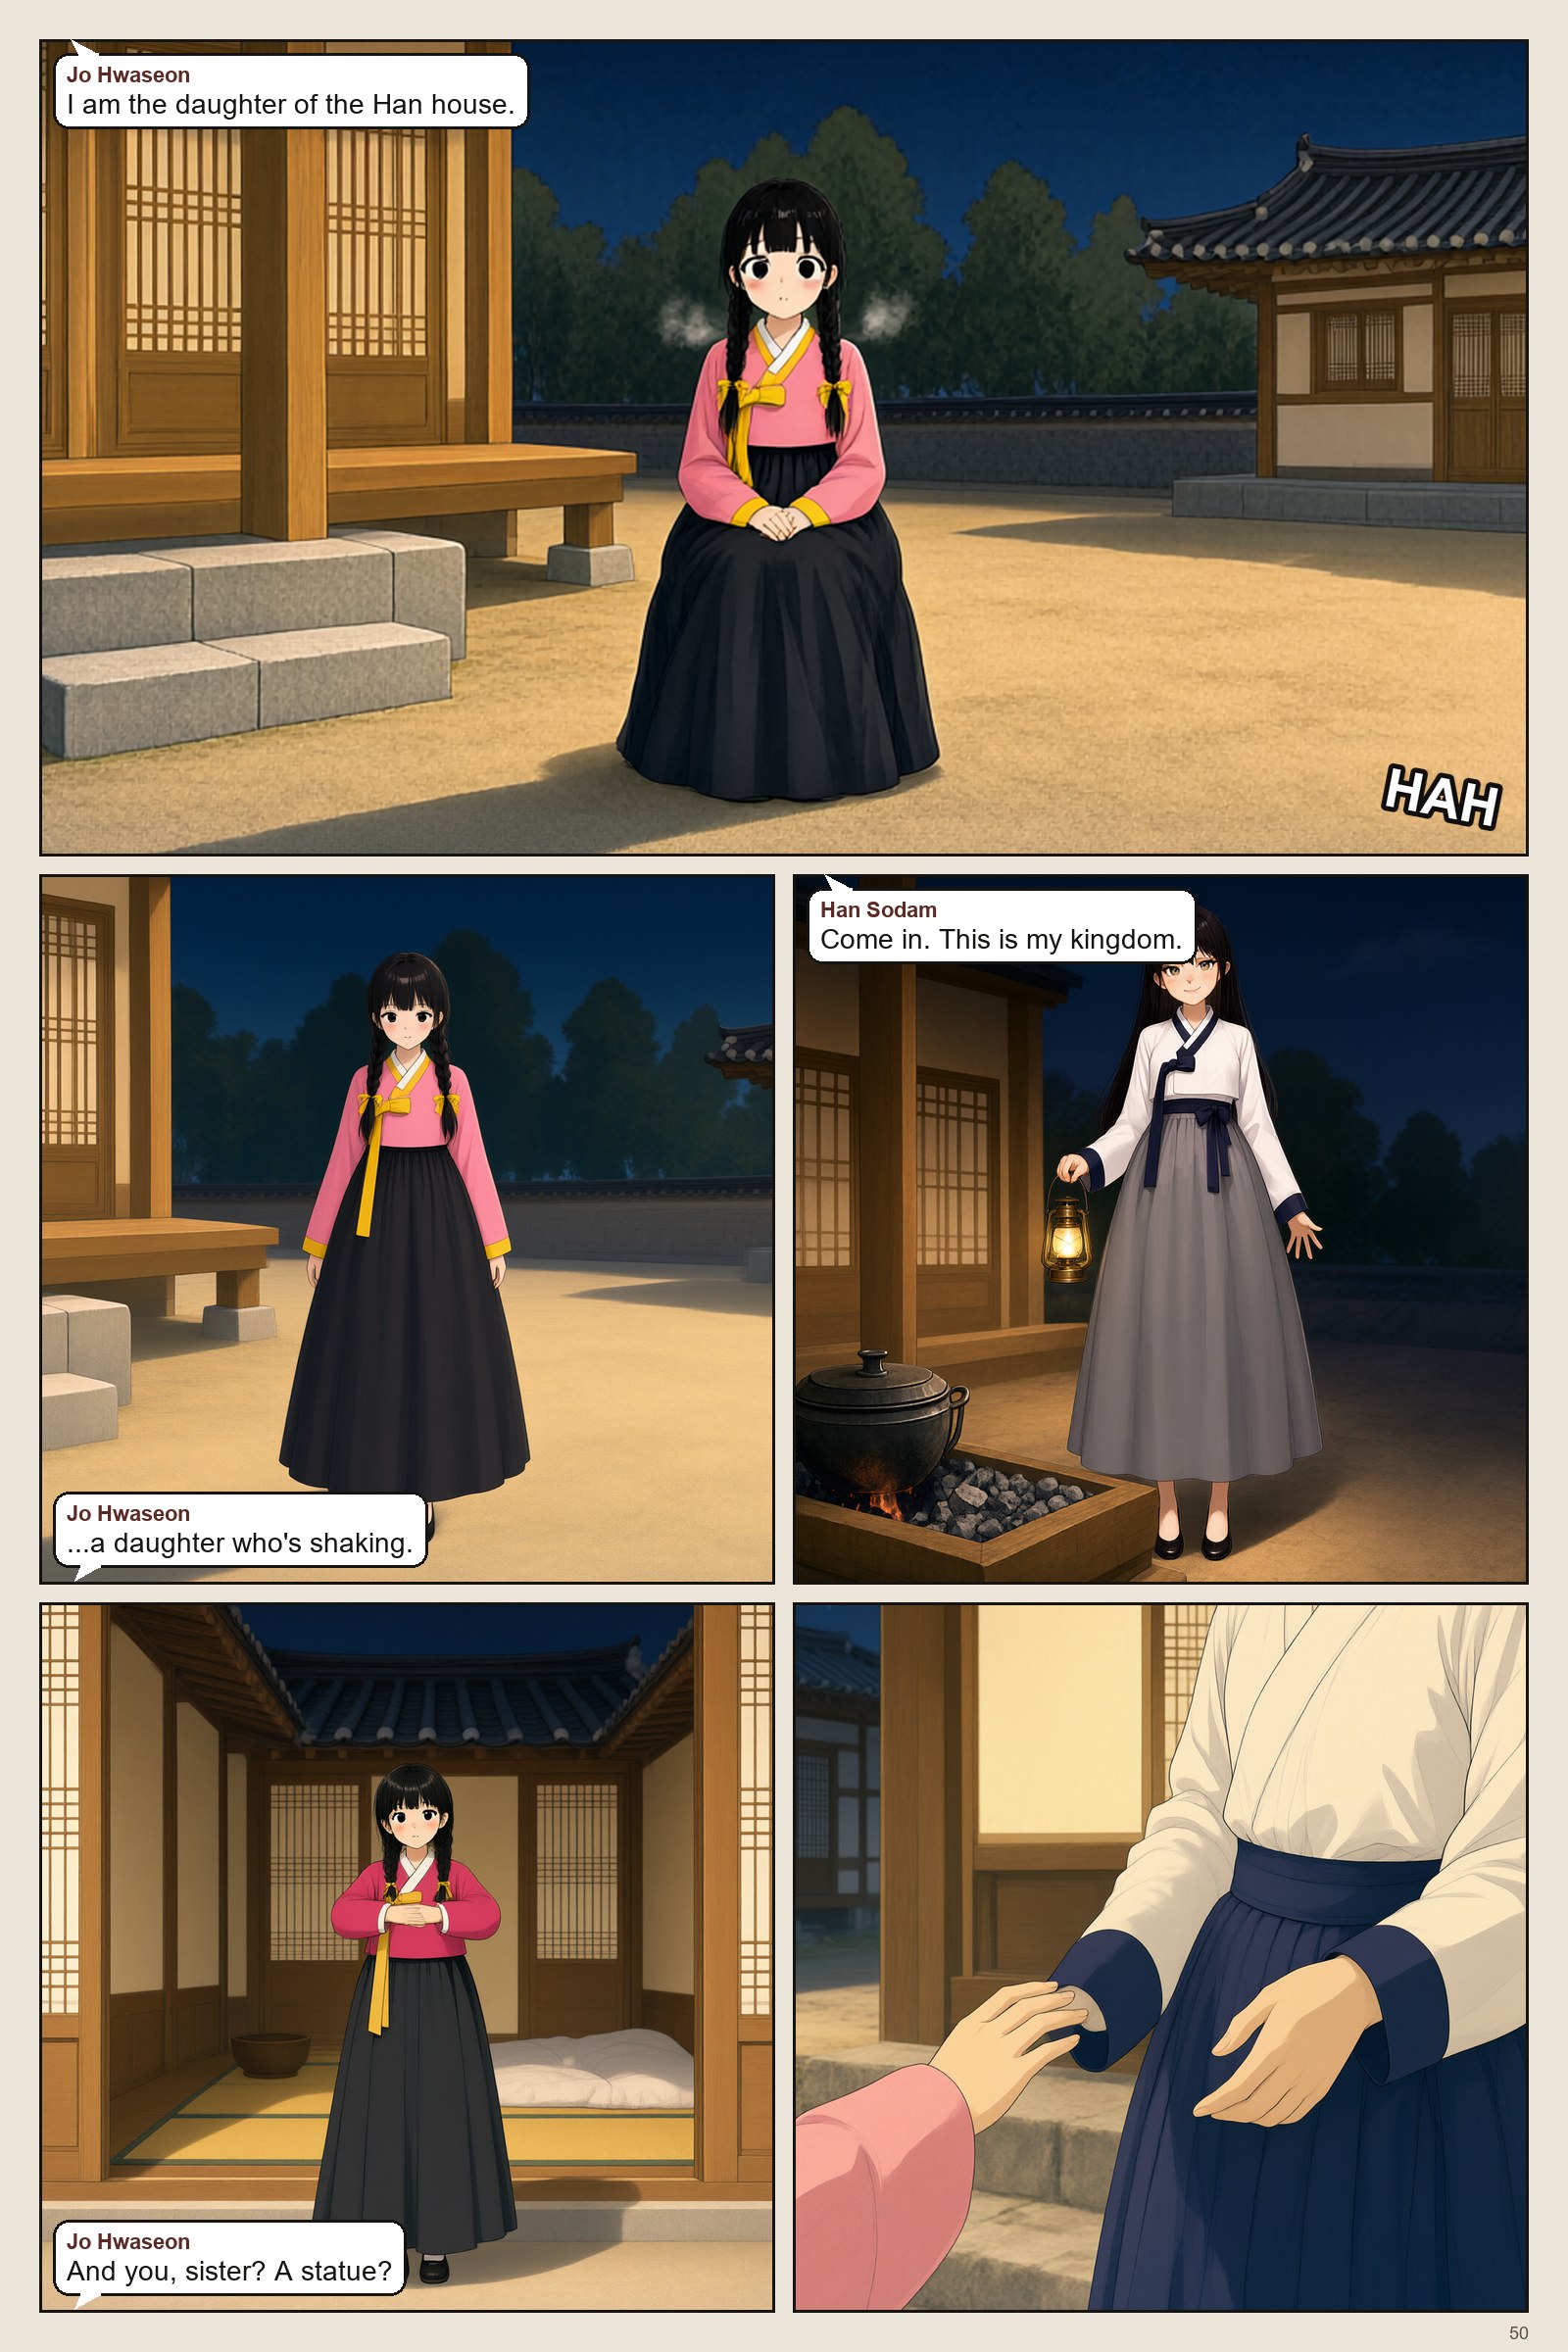 Jo Hwaseon
I am the daughter of the Han house.
HAH
Jo Hwaseon
...a daughter who's shaking.
Han Sodam
Come in. This is my kingdom.
Jo Hwaseon
And you, sister? A statue?
50